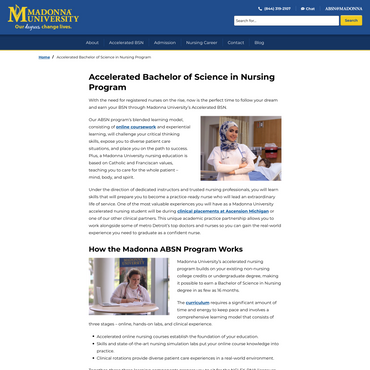 MADONNA
UNIVERSITY
Our degrees change lives.
(844) 319-2107
Chat
ABSN@MADONNA
Search for...
Search
About
Accelerated BSN
Admission
Nursing Career
Contact
Blog
Home / Accelerated Bachelor of Science in Nursing Program
Accelerated Bachelor of Science in Nursing
Program
With the need for registered nurses on the rise, now is the perfect time to follow your dream
and earn your BSN through Madonna University's Accelerated BSN.
Our ABSN program's blended learning model,
consisting of online coursework and experiential
learning, will challenge your critical thinking
skills, expose you to diverse patient care
situations, and place you on the path to success.
Plus, a Madonna University nursing education is
based on Catholic and Franciscan values,
teaching you to care for the whole patient –
mind, body, and spirit.
Under the direction of dedicated instructors and trusted nursing professionals, you will learn
skills that will prepare you to become a practice-ready nurse who will lead an extraordinary
life of service. One of the most valuable experiences you will have as a Madonna University
accelerated nursing student will be during clinical placements at Ascension Michigan or
one of our other clinical partners. This unique academic practice partnership allows you to
work alongside some of metro Detroit's top doctors and nurses so you can gain the real-world
experience you need to graduate as a confident nurse.
How the Madonna ABSN Program Works
Madonna University's accelerated nursing
program builds on your existing non-nursing
college credits or undergraduate degree, making
it possible to earn a Bachelor of Science in Nursing
degree in as few as 16 months.
The curriculum requires a significant amount of
time and energy to keep pace and involves a
comprehensive learning model that consists of
three stages – online, hands-on labs, and clinical experience.
Accelerated online nursing courses establish the foundation of your education.
Skills and state-of-the-art nursing simulation labs put your online course knowledge into
practice.
Clinical rotations provide diverse patient care experiences in a real-world environment.